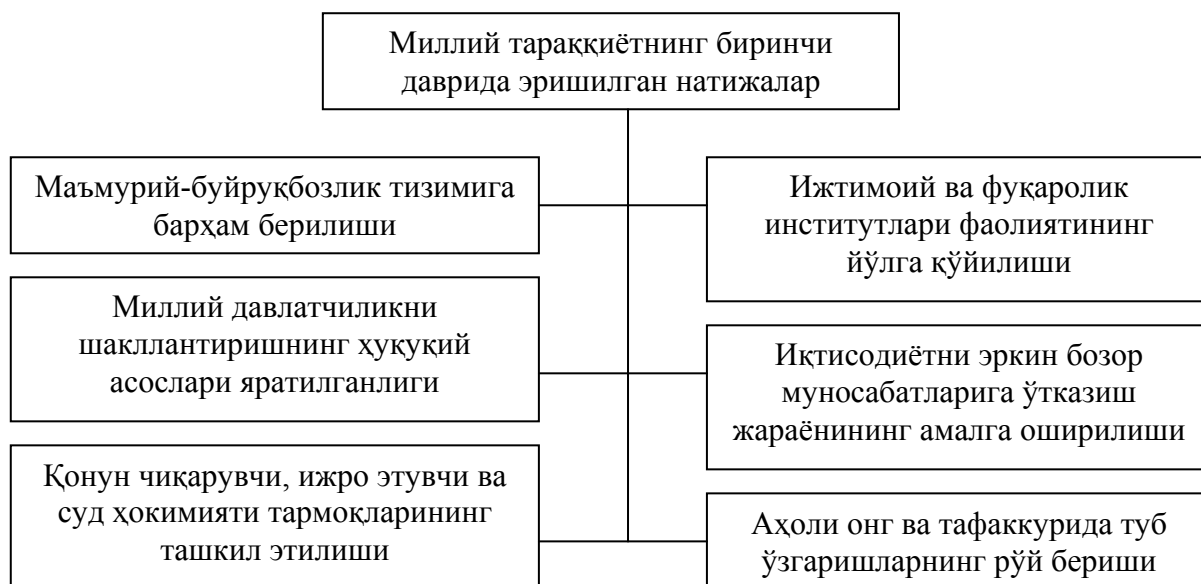 Миллий тараққиётнинг биринчи
даврида эришилган натижалар
Маъмурий-буйруқбозлик тизимига
барҳам берилиши
Миллий давлатчиликни
шакллантиришнинг ҳуқуқий
асослари яратилганлиги
Қонун чиқарувчи, ижро этувчи ва
суд ҳокимияти тармоқларининг
ташкил этилиши
Ижтимоий ва фуқаролик
институтлари фаолиятининг
йўлга қўйилиши
Иқтисодиётни эркин бозор
муносабатларига ўтказиш
жараёнининг амалга оширилиши
Аҳоли онг ва тафаккурида туб
ўзгаришларнинг рўй бериши